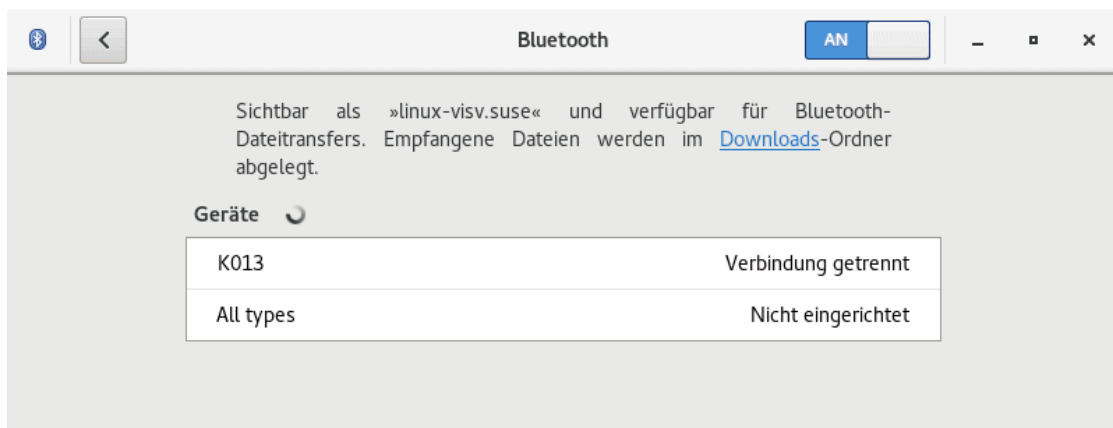 Bluetooth
AN
Sichtbar als »linux-visv.suse« und verfügbar für Bluetooth-
Dateitransfers. Empfangene Dateien werden im Downloads-Ordner
abgelegt.
Geräte
K013 Verbindung getrennt
All types Nicht eingerichtet